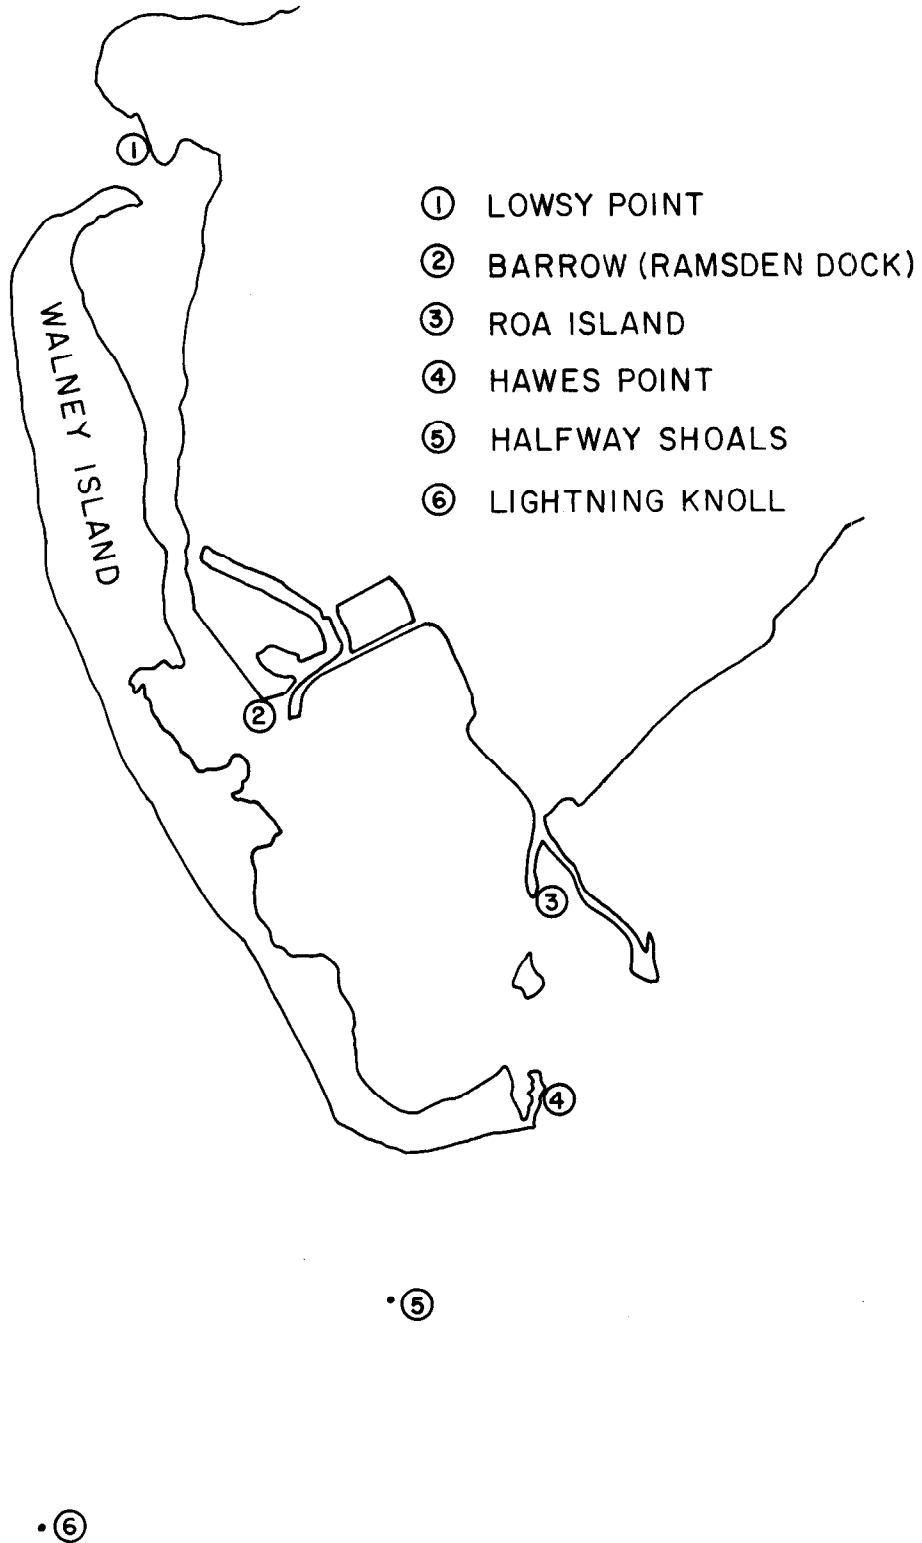 ① LOWSY POINT
② BARROW (RAMSDEN DOCK)
③ ROA ISLAND
④ HAWES POINT
⑤ HALFWAY SHOALS
⑥ LIGHTNING KNOLL
①
WALNEY ISLAND
②
③
④
⑤
⑥